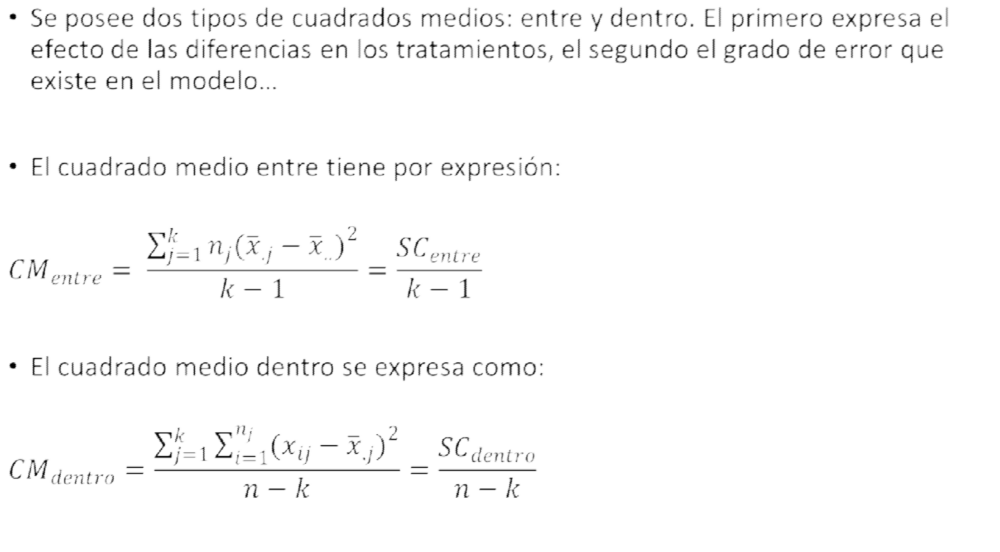 • Se posee dos tipos de cuadrados medios: entre y dentro. El primero expresa el
efecto de las diferencias en los tratamientos, el segundo el grado de error que
existe en el modelo...
• El cuadrado medio entre tiene por expresión:
$CM_{entre} = \frac{\sum_{j=1}^{k} n_j (\bar{x}_{.j} - \bar{x}_{..})^2}{k-1} = \frac{SC_{entre}}{k-1}$
• El cuadrado medio dentro se expresa como:
$CM_{dentro} = \frac{\sum_{j=1}^{k} \sum_{i=1}^{n_j} (x_{ij} - \bar{x}_{.j})^2}{n-k} = \frac{SC_{dentro}}{n-k}$